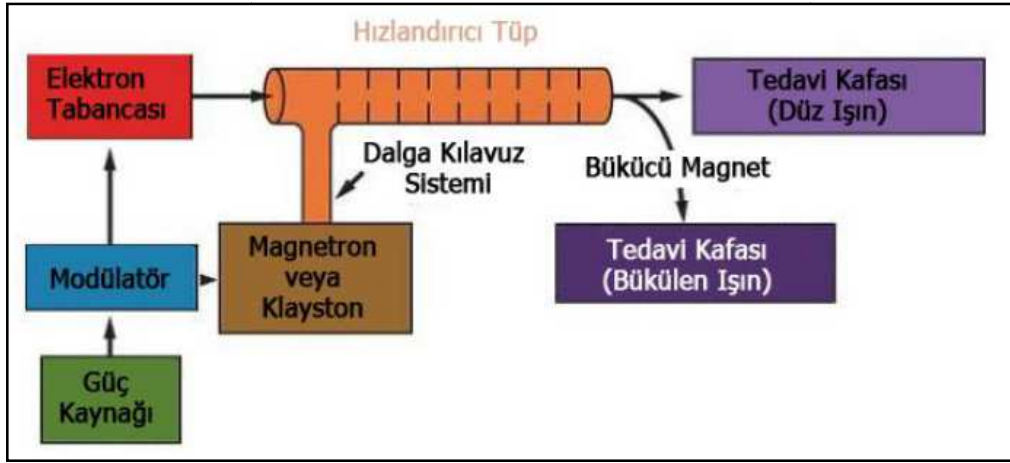 Hızlandırıcı Tüp
Elektron
Tabancası
Tedavi Kafası
(Düz Işın)
Dalga Kılavuz
Sistemi
Bükücü Magnet
Modülatör
Magnetron
veya
Klayston
Tedavi Kafası
(Bükülen Işın)
Güç
Kaynağı